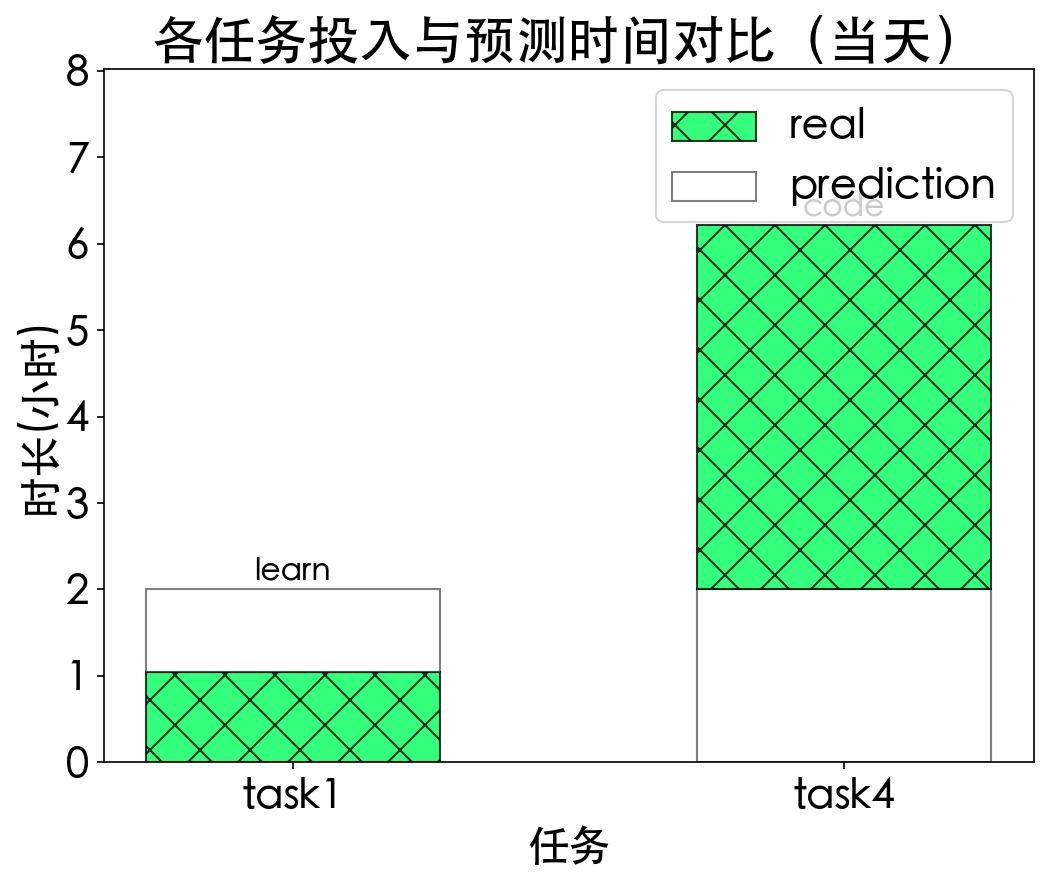 各任务投入与预测时间对比（当天）
时长(小时)
8
7
6
5
4
3
2
1
0
real
prediction
code
learn
task1
task4
任务